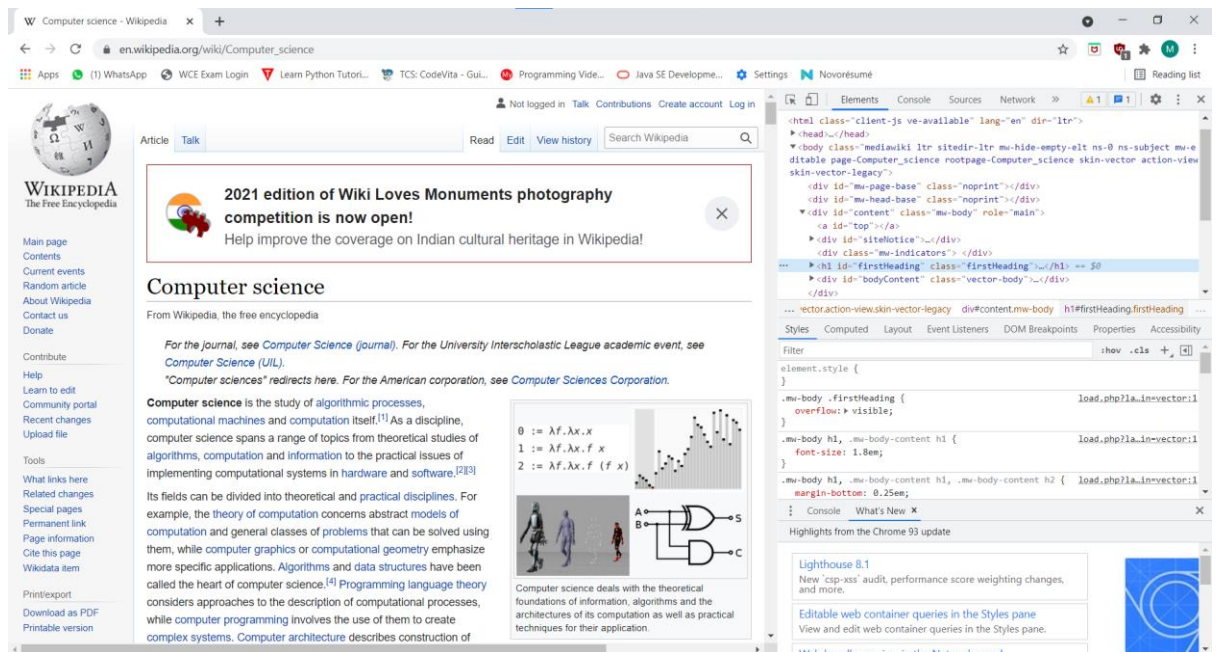 Computer science - Wikipedia
en.wikipedia.org/wiki/Computer_science
Apps (1) WhatsApp WCE Exam Login Learn Python Tutori... TCS: CodeVita - Gui... Programming Vide... Java SE Developme... Settings Novorésumé Reading list
WIKIPEDIA
The Free Encyclopedia
Main page
Contents
Current events
Random article
About Wikipedia
Contact us
Donate
Contribute
Help
Learn to edit
Community portal
Recent changes
Upload file
Tools
What links here
Related changes
Special pages
Permanent link
Page information
Cite this page
Wikidata item
Print/export
Download as PDF
Printable version
Not logged in Talk Contributions Create account Log in
Article Talk Read Edit View history Search Wikipedia
2021 edition of Wiki Loves Monuments photography
competition is now open!
Help improve the coverage on Indian cultural heritage in Wikipedia!
Computer science
From Wikipedia, the free encyclopedia
For the journal, see Computer Science (journal). For the University Interscholastic League academic event, see
Computer Science (UIL).
"Computer sciences" redirects here. For the American corporation, see Computer Sciences Corporation.
Computer science is the study of algorithmic processes,
computational machines and computation itself.[1] As a discipline,
computer science spans a range of topics from theoretical studies of
algorithms, computation and information to the practical issues of
implementing computational systems in hardware and software.[2][3]
Its fields can be divided into theoretical and practical disciplines. For
example, the theory of computation concerns abstract models of
computation and general classes of problems that can be solved using
them, while computer graphics or computational geometry emphasize
more specific applications. Algorithms and data structures have been
called the heart of computer science.[4] Programming language theory
considers approaches to the description of computational processes,
while computer programming involves the use of them to create
complex systems. Computer architecture describes construction of
0 := λf.λx.x
1 := λf.λx.f x
2 := λf.λx.f (f x)
A
B
S
C
Computer science deals with the theoretical
foundations of information, algorithms and the
architectures of its computation as well as practical
techniques for their application.
Elements Console Sources Network » 1 1
<html class="client-js ve-available" lang="en" dir="ltr">
<head>…</head>
<body class="mediawiki ltr sitedir-ltr mw-hide-empty-elt ns-0 ns-subject mw-e
ditable page-Computer_science rootpage-Computer_science skin-vector action-view
skin-vector-legacy">
<div id="mw-page-base" class="noprint"></div>
<div id="mw-head-base" class="noprint"></div>
<div id="content" class="mw-body" role="main">
<a id="top"></a>
<div id="siteNotice">…</div>
<div class="mw-indicators"> </div>
<h1 id="firstHeading" class="firstHeading">…</h1> == $0
<div id="bodyContent" class="vector-body">…</div>
</div>
... vector.action-view.skin-vector-legacy div#content.mw-body h1#firstHeading.firstHeading ...
Styles Computed Layout Event Listeners DOM Breakpoints Properties Accessibility
Filter :hov .cls +
element.style {
}
.mw-body .firstHeading { load.php?la…in=vector:1
overflow: visible;
}
.mw-body h1, .mw-body-content h1 { load.php?la…in=vector:1
font-size: 1.8em;
}
.mw-body h1, .mw-body-content h1, .mw-body-content h2 { load.php?la…in=vector:1
margin-bottom: 0.25em;
Console What's New
Highlights from the Chrome 93 update
Lighthouse 8.1
New `csp-xss` audit, performance score weighting changes,
and more.
Editable web container queries in the Styles pane
View and edit web container queries in the Styles pane.